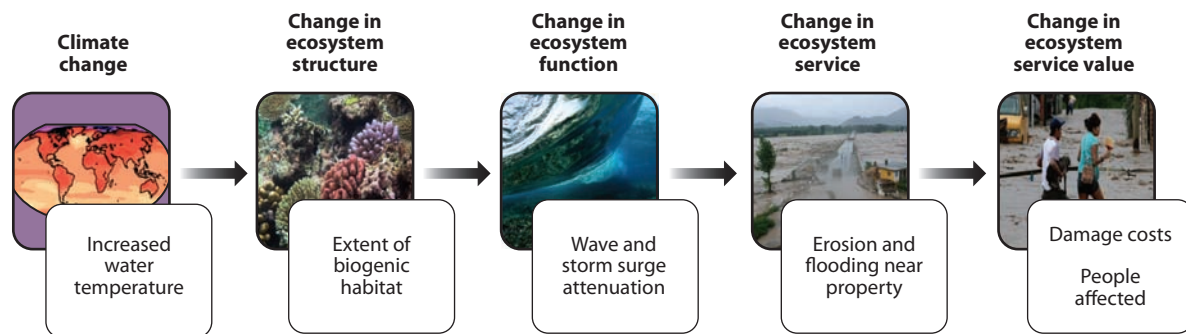 Climate
change
Change in
ecosystem
structure
Change in
ecosystem
function
Change in
ecosystem
service
Change in
ecosystem
service value
Increased
water
temperature
Extent of
biogenic
habitat
Wave and
storm surge
attenuation
Erosion and
flooding near
property
Damage costs
People
affected